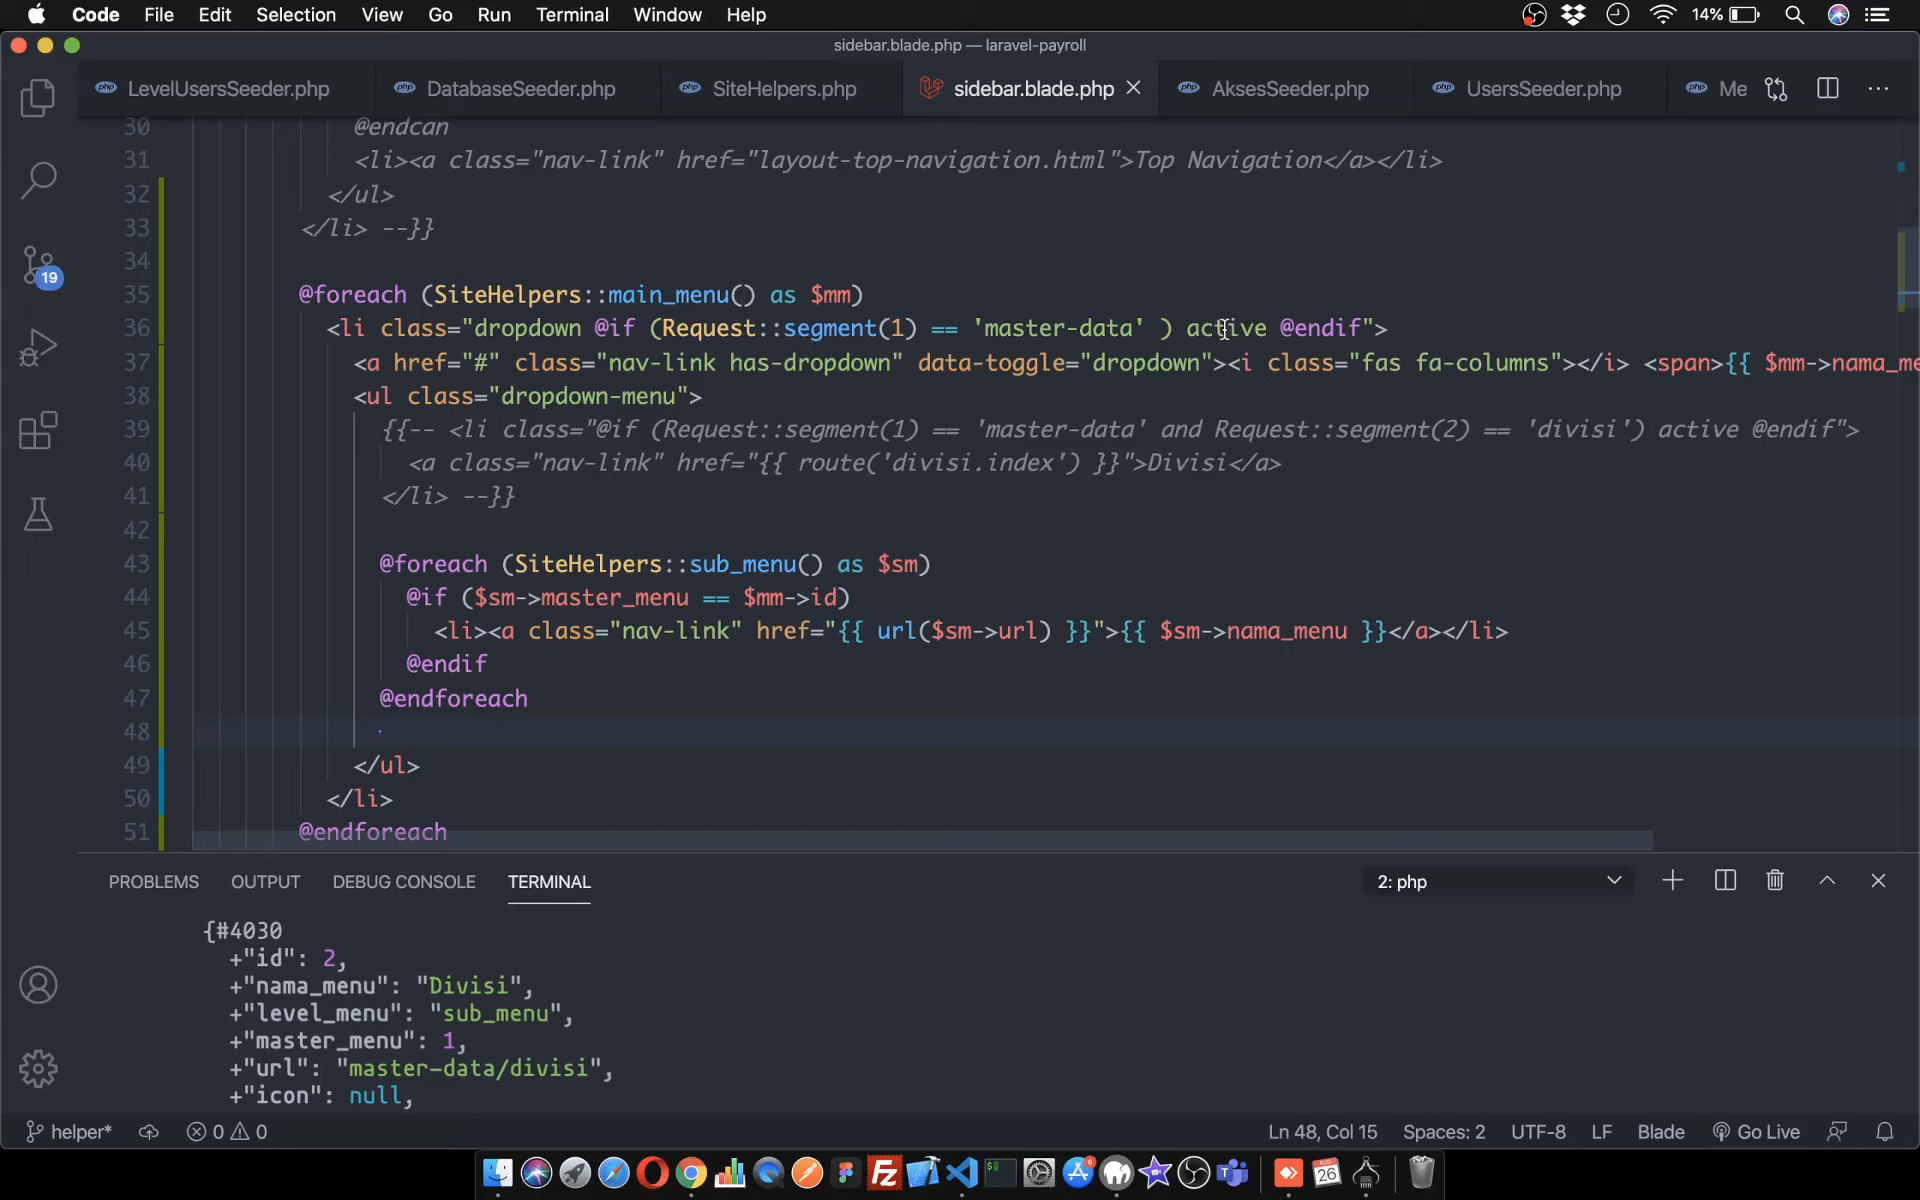 Code File Edit Selection View Go Run Terminal Window Help 14%
sidebar.blade.php — laravel-payroll
LevelUsersSeeder.php DatabaseSeeder.php SiteHelpers.php sidebar.blade.php AksesSeeder.php UsersSeeder.php Me
30 @endcan
31 <li><a class="nav-link" href="layout-top-navigation.html">Top Navigation</a></li>
32 </ul>
33 </li> --}}
34
35 @foreach (SiteHelpers::main_menu() as $mm)
36 <li class="dropdown @if (Request::segment(1) == 'master-data' ) active @endif">
37 <a href="#" class="nav-link has-dropdown" data-toggle="dropdown"><i class="fas fa-columns"></i> <span>{{ $mm->nama_me
38 <ul class="dropdown-menu">
39 {{-- <li class="@if (Request::segment(1) == 'master-data' and Request::segment(2) == 'divisi') active @endif">
40 <a class="nav-link" href="{{ route('divisi.index') }}">Divisi</a>
41 </li> --}}
42
43 @foreach (SiteHelpers::sub_menu() as $sm)
44 @if ($sm->master_menu == $mm->id)
45 <li><a class="nav-link" href="{{ url($sm->url) }}">{{ $sm->nama_menu }}</a></li>
46 @endif
47 @endforeach
48
49 </ul>
50 </li>
51 @endforeach
19
PROBLEMS OUTPUT DEBUG CONSOLE TERMINAL 2: php
{#4030
+"id": 2,
+"nama_menu": "Divisi",
+"level_menu": "sub_menu",
+"master_menu": 1,
+"url": "master-data/divisi",
+"icon": null,
helper* 0 0 Ln 48, Col 15 Spaces: 2 UTF-8 LF Blade Go Live
26